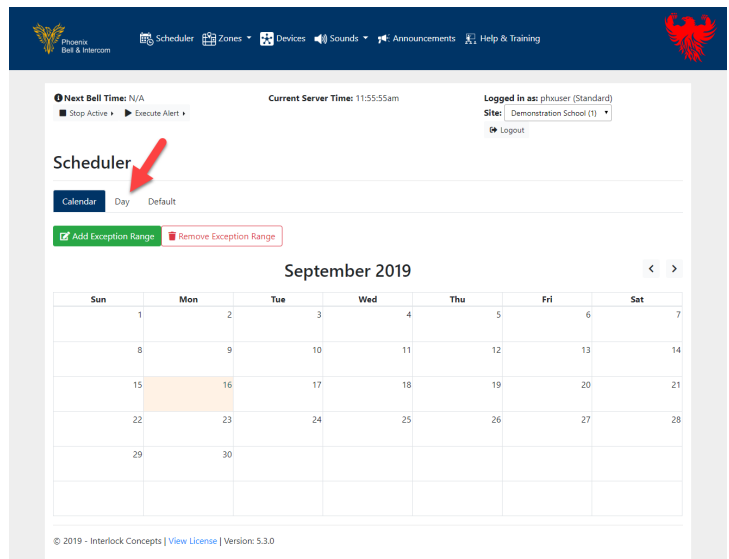 Phoenix
Bell & Intercom
Scheduler Zones Devices Sounds Announcements Help & Training
Next Bell Time: N/A Current Server Time: 11:55:55am Logged in as: phxuser (Standard)
Stop Active Execute Alert Site: Demonstration School (1)
Logout
Scheduler
Calendar Day Default
Add Exception Range Remove Exception Range
September 2019
Sun Mon Tue Wed Thu Fri Sat
1 2 3 4 5 6 7
8 9 10 11 12 13 14
15 16 17 18 19 20 21
22 23 24 25 26 27 28
29 30
© 2019 - Interlock Concepts | View License | Version: 5.3.0